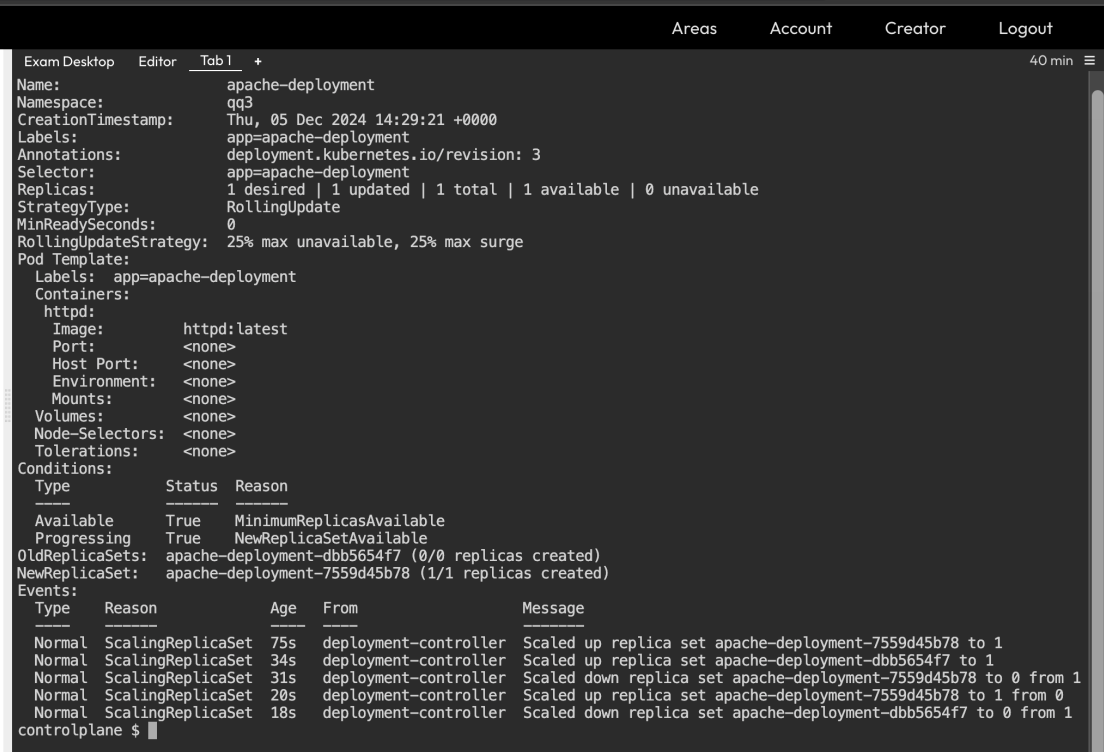 Areas Account Creator Logout
Exam Desktop Editor Tab 1 + 40 min ≡
Name:                   apache-deployment
Namespace:              qq3
CreationTimestamp:      Thu, 05 Dec 2024 14:29:21 +0000
Labels:                 app=apache-deployment
Annotations:            deployment.kubernetes.io/revision: 3
Selector:               app=apache-deployment
Replicas:               1 desired | 1 updated | 1 total | 1 available | 0 unavailable
StrategyType:           RollingUpdate
MinReadySeconds:        0
RollingUpdateStrategy:  25% max unavailable, 25% max surge
Pod Template:
  Labels:  app=apache-deployment
  Containers:
   httpd:
    Image:         httpd:latest
    Port:          <none>
    Host Port:     <none>
    Environment:   <none>
    Mounts:        <none>
  Volumes:         <none>
  Node-Selectors:  <none>
  Tolerations:     <none>
Conditions:
  Type           Status  Reason
  ----           ------  ------
  Available      True    MinimumReplicasAvailable
  Progressing    True    NewReplicaSetAvailable
OldReplicaSets:  apache-deployment-dbb5654f7 (0/0 replicas created)
NewReplicaSet:   apache-deployment-7559d45b78 (1/1 replicas created)
Events:
  Type    Reason             Age   From                   Message
  ----    ------             ----  ----                   -------
  Normal  ScalingReplicaSet  75s   deployment-controller  Scaled up replica set apache-deployment-7559d45b78 to 1
  Normal  ScalingReplicaSet  34s   deployment-controller  Scaled up replica set apache-deployment-dbb5654f7 to 1
  Normal  ScalingReplicaSet  31s   deployment-controller  Scaled down replica set apache-deployment-7559d45b78 to 0 from 1
  Normal  ScalingReplicaSet  20s   deployment-controller  Scaled up replica set apache-deployment-7559d45b78 to 1 from 0
  Normal  ScalingReplicaSet  18s   deployment-controller  Scaled down replica set apache-deployment-dbb5654f7 to 0 from 1
controlplane $